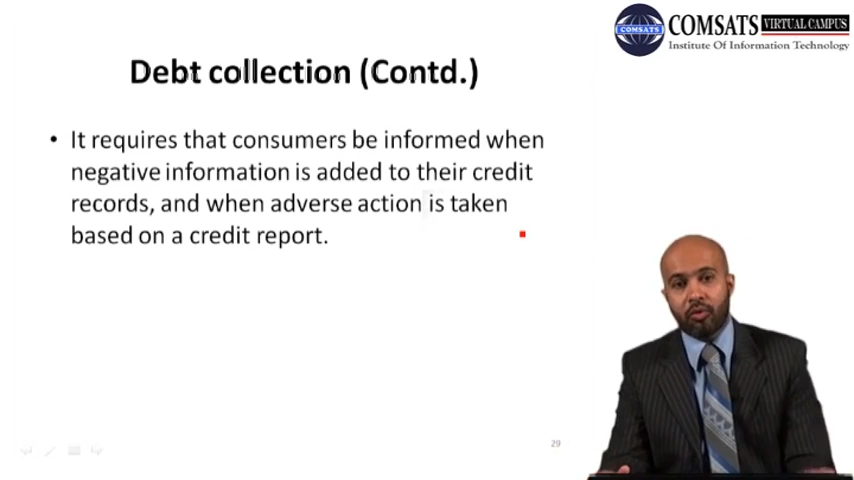 COMSATS VIRTUAL CAMPUS
COMSATS
Institute Of Information Technology
Debt collection (Contd.)
• It requires that consumers be informed when
negative information is added to their credit
records, and when adverse action is taken
based on a credit report.
29